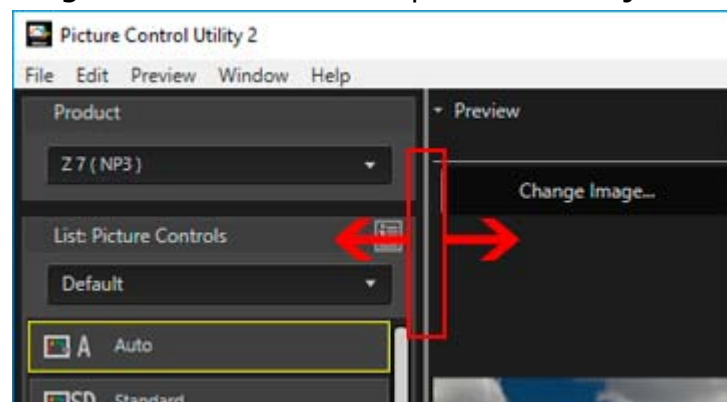 Picture Control Utility 2
File Edit Preview Window Help
Product
Preview
Z 7 ( NP3 )
Change Image...
List: Picture Controls
Default
A Auto
SD Standard